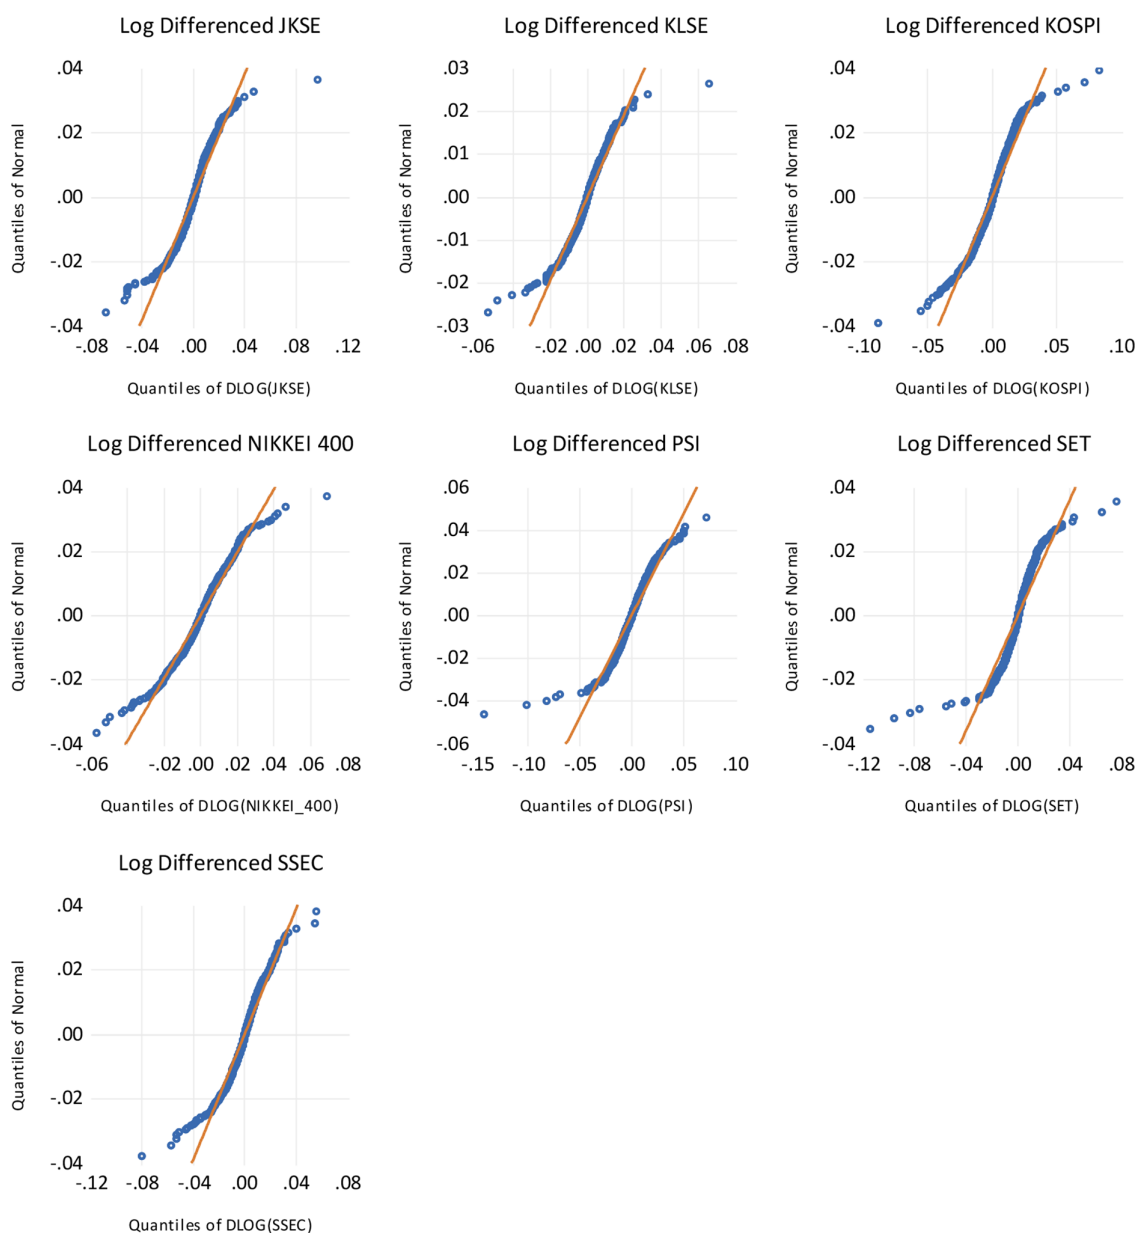 Log Differenced JKSE
Log Differenced KLSE
Log Differenced KOSPI
Quantiles of Normal
.04
.02
.00
-.02
-.04
-.08 -.04 .00 .04 .12
Quantiles of DLOG(JKSE)
Quantiles of Normal
.03
.02
.01
.00
-.01
-.02
-.03
-.06 -.02 .00 .02 .04 .06 .08
Quantiles of DLOG(KLSE)
Quantiles of Normal
.04
.02
.00
-.02
-.04
-.10 -.05 .00 .05 .10
Quantiles of DLOG(KOSPI)
Log Differenced NIKKEI 400
Log Differenced PSI
Log Differenced SET
Quantiles of Normal
.04
.02
.00
-.02
-.04
-.06 -.02 .00 .02 .04 .06 .08
Quantiles of DLOG(NIKKEI_400)
Quantiles of Normal
.06
.04
.02
.00
-.02
-.04
-.06
-.15 -.10 -.05 .00 .05 .10
Quantiles of DLOG(PSI)
Quantiles of Normal
.04
.02
.00
-.02
-.04
-.12 -.08 -.04 .00 .04 .08
Quantiles of DLOG(SET)
Log Differenced SSEC
Quantiles of Normal
.04
.02
.00
-.02
-.04
-.12 -.08 -.04 .00 .04 .08
Quantiles of DLOG(SSEC)